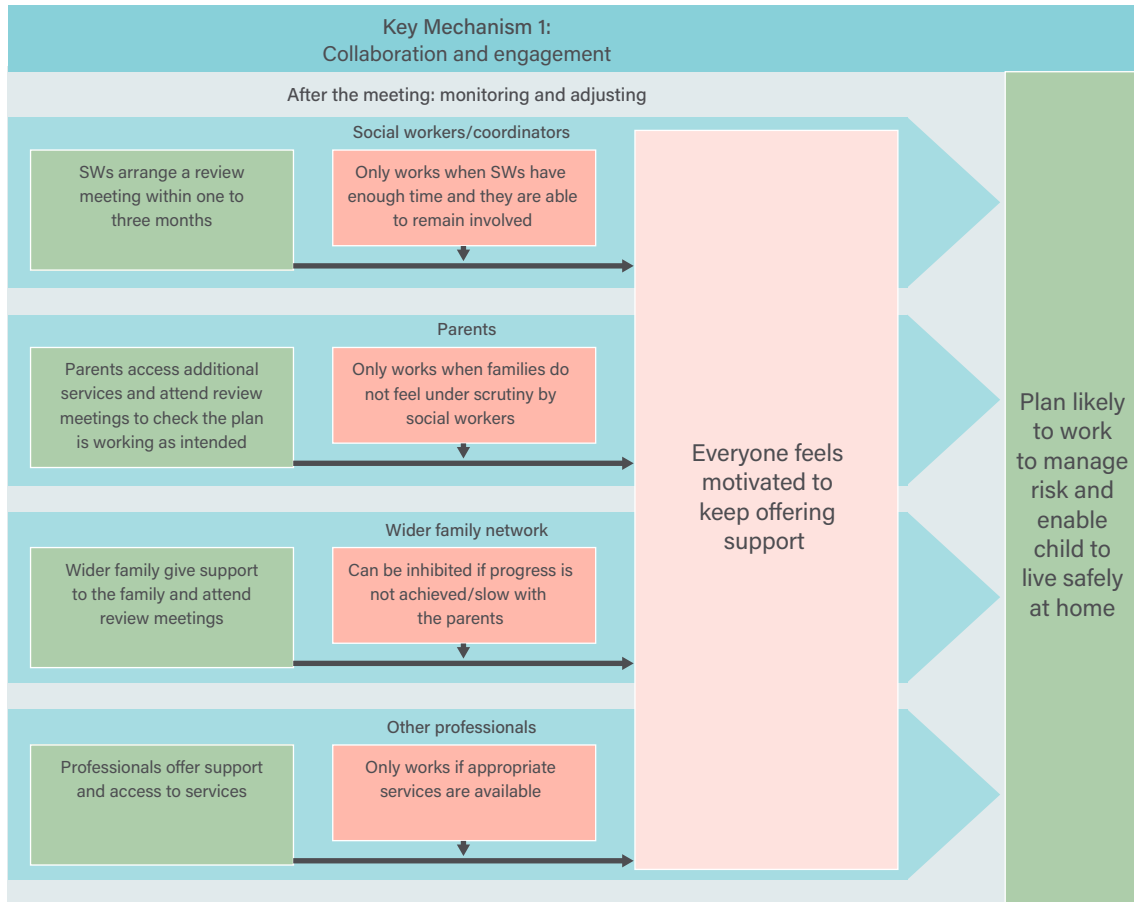 Key Mechanism 1:
Collaboration and engagement
After the meeting: monitoring and adjusting
Social workers/coordinators
SWs arrange a review
meeting within one to
three months
Only works when SWs have
enough time and they are able
to remain involved
Parents
Parents access additional
services and attend review
meetings to check the plan
is working as intended
Only works when families do
not feel under scrutiny by
social workers
Wider family network
Wider family give support
to the family and attend
review meetings
Can be inhibited if progress is
not achieved/slow with
the parents
Other professionals
Professionals offer support
and access to services
Only works if appropriate
services are available
Everyone feels
motivated to
keep offering
support
Plan likely
to work
to manage
risk and
enable
child to
live safely
at home